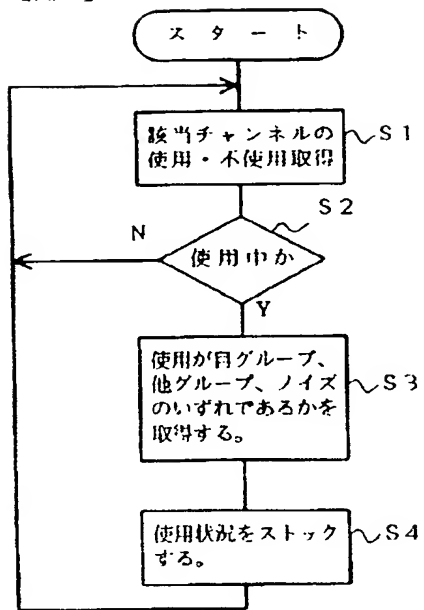 スタート
該当チャンネルの
使用・不使用取得
S1
S2
N
使用中か
Y
使用が自グループ、
他グループ、ノイズ
のいずれであるかを
取得する。
S3
使用状況をストック
する。
S4